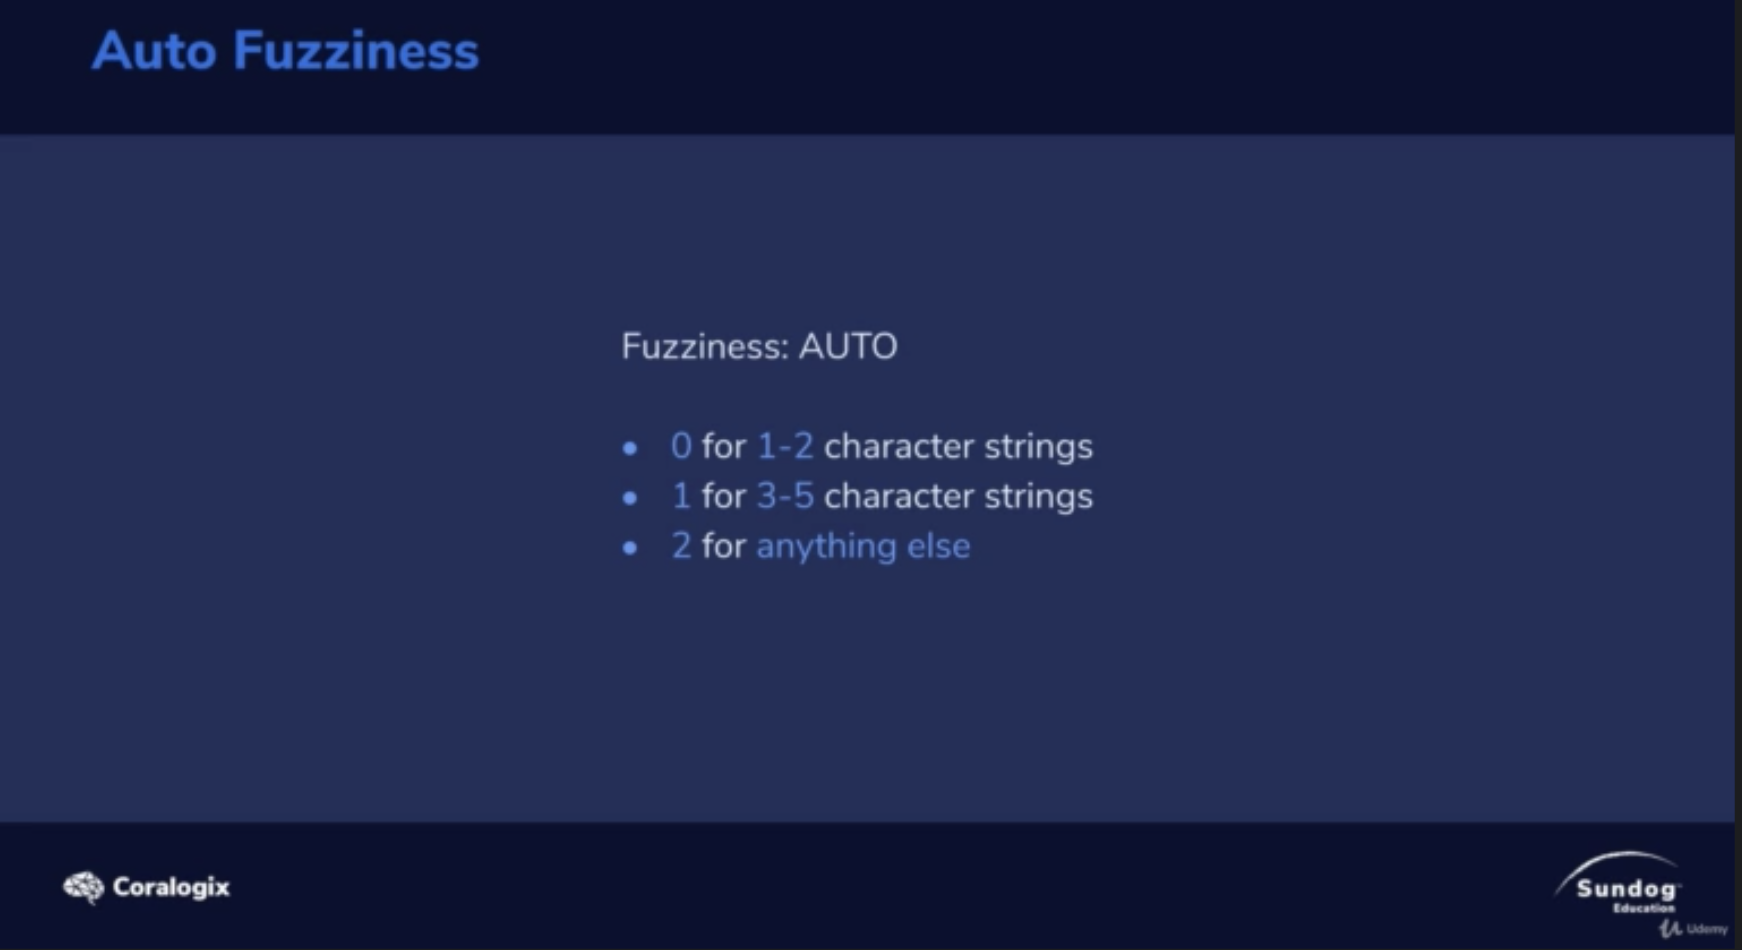 Auto Fuzziness
Fuzziness: AUTO
• 0 for 1-2 character strings
• 1 for 3-5 character strings
• 2 for anything else
Coralogix
Sundog
Education
Udemy